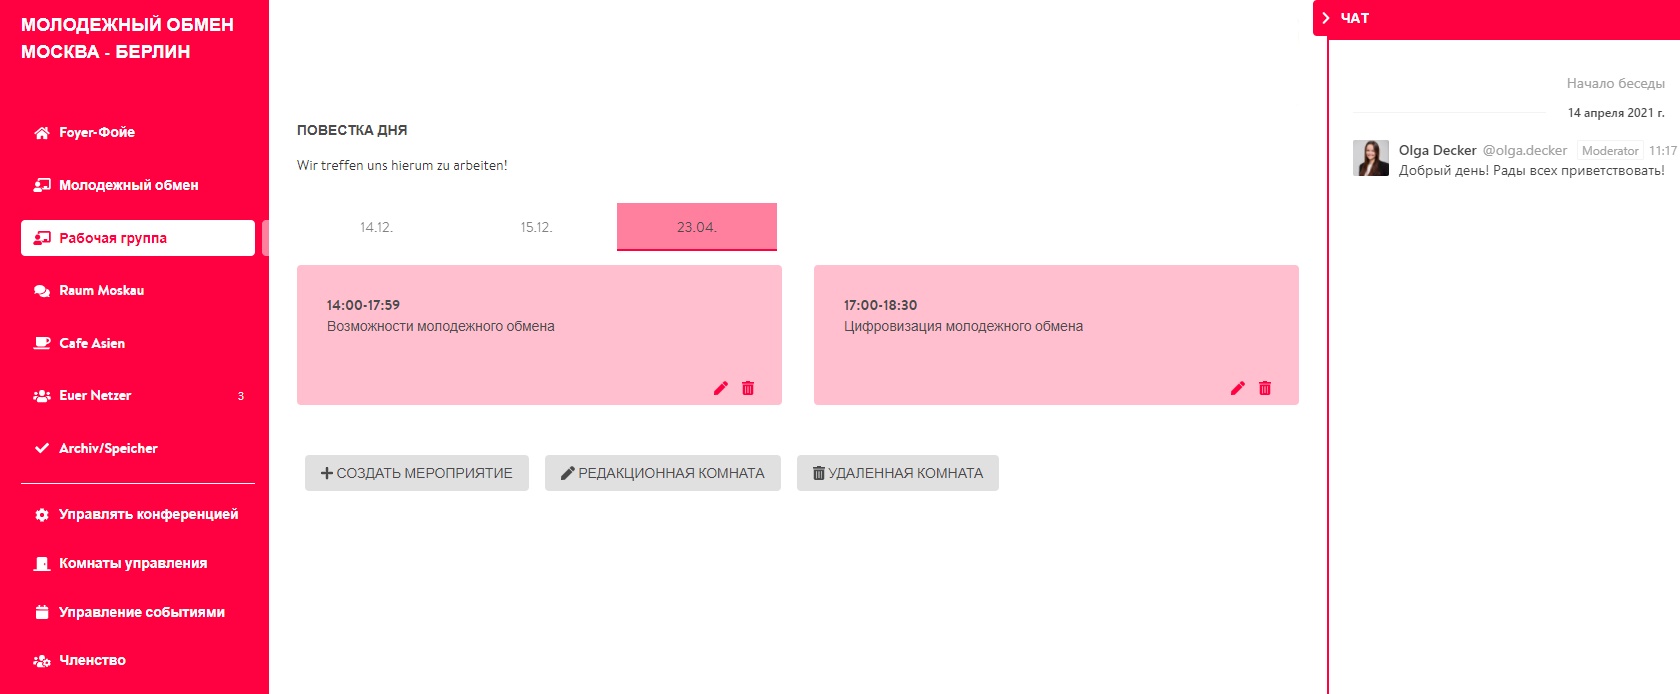 МОЛОДЕЖНЫЙ ОБМЕН
МОСКВА - БЕРЛИН
Foyer-Фойе
Молодежный обмен
Рабочая группа
Raum Moskau
Cafe Asien
Euer Netzer 3
Archiv/Speicher
Управлять конференцией
Комнаты управления
Управление событиями
Членство
ПОВЕСТКА ДНЯ
Wir treffen uns hierum zu arbeiten!
14.12. 15.12. 23.04.
14:00-17:59
Возможности молодежного обмена
17:00-18:30
Цифровизация молодежного обмена
СОЗДАТЬ МЕРОПРИЯТИЕ РЕДАКЦИОННАЯ КОМНАТА УДАЛЕННАЯ КОМНАТА
ЧАТ
Начало беседы
14 апреля 2021 г.
Olga Decker @olga.decker Moderator 11:17
Добрый день! Рады всех приветствовать!